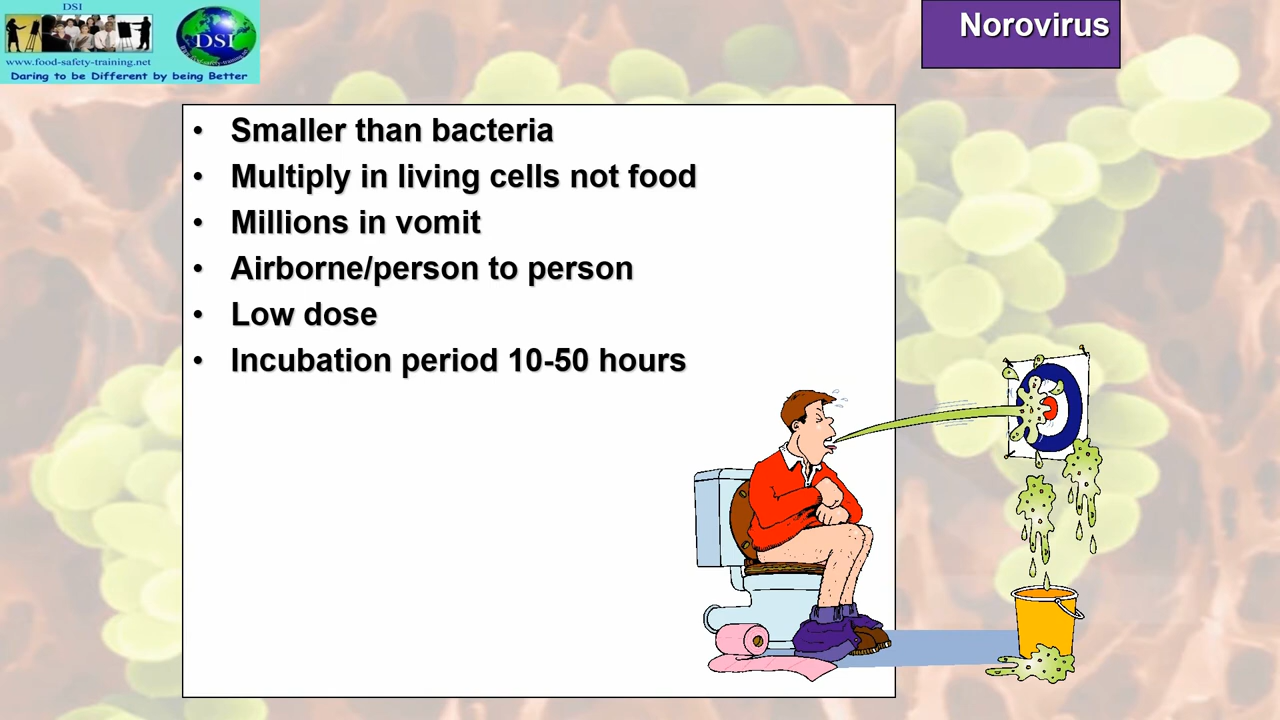 DSI
DSI
www.food-safety-training.net
Daring to be Different by being Better
Norovirus
• Smaller than bacteria
• Multiply in living cells not food
• Millions in vomit
• Airborne/person to person
• Low dose
• Incubation period 10-50 hours